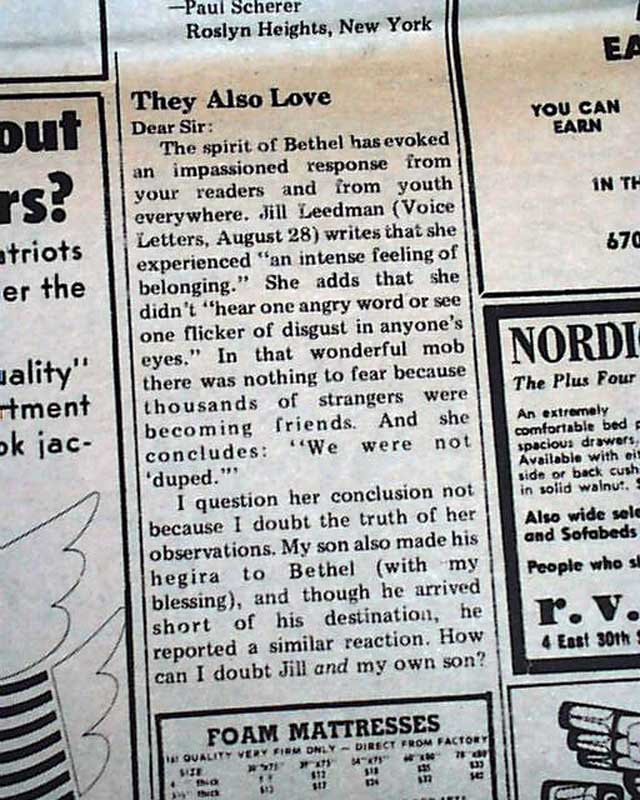 —Paul Scherer
Roslyn Heights, New York
They Also Love
Dear Sir:
The spirit of Bethel has evoked
an impassioned response from
your readers and from youth
everywhere. Jill Leedman (Voice
Letters, August 28) writes that she
experienced "an intense feeling of
belonging." She adds that she
didn't "hear one angry word or see
one flicker of disgust in anyone's
eyes." In that wonderful mob
there was nothing to fear because
thousands of strangers were
becoming friends. And she
concludes: "We were not
'duped.'"
I question her conclusion not
because I doubt the truth of her
observations. My son also made his
hegira to Bethel (with my
blessing), and though he arrived
short of his destination, he
reported a similar reaction. How
can I doubt Jill and my own son?
out
rs?
atriots
er the
uality"
rtment
ok jac-
FOAM MATTRESSES
1st QUALITY VERY FIRM ONLY — DIRECT FROM FACTORY
SIZE
EA
YOU CAN
EARN
IN TH
670
NORDI
The Plus Four
An extremely
comfortable bed p
spacious drawers.
Available with eit
side or back cush
in solid walnut.
Also wide sele
and Sofabeds
People who s
r. v.
4 East 30th S